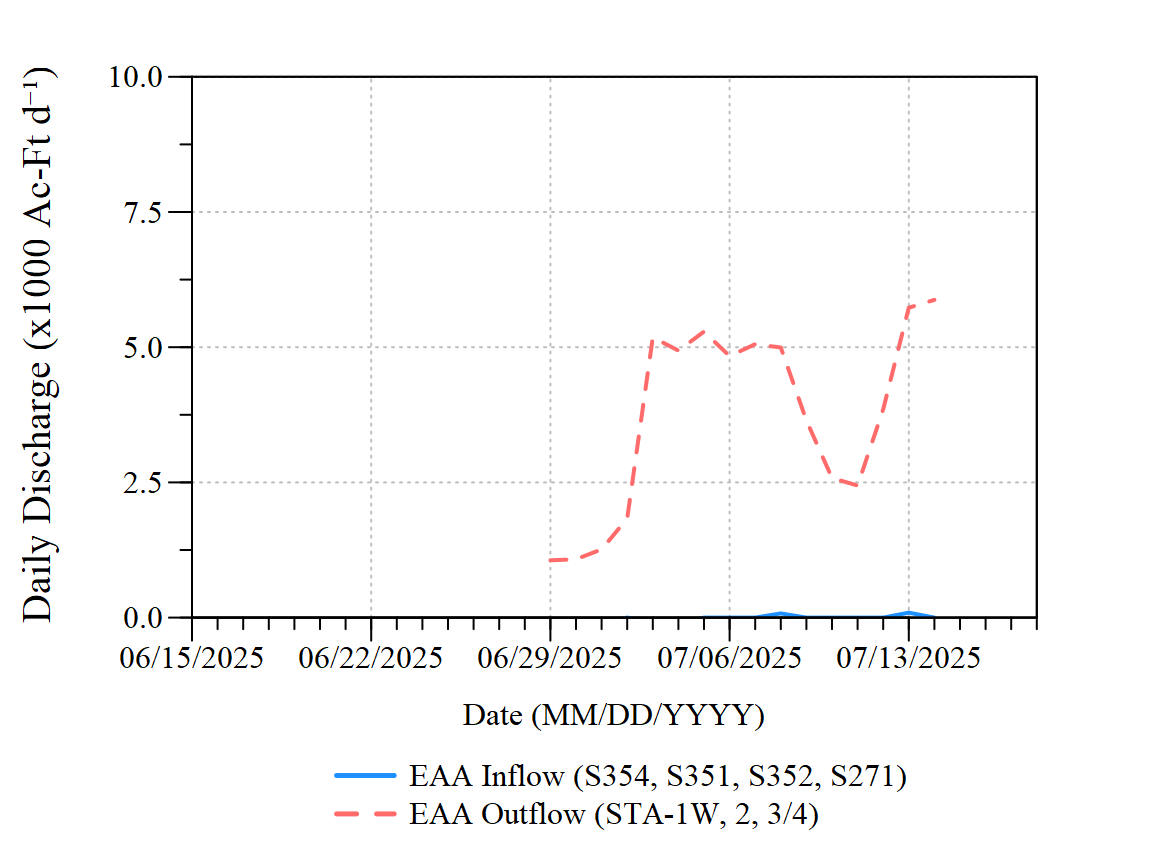 Daily Discharge (x1000 Ac-Ft d⁻¹)
10.0
7.5
5.0
2.5
0.0
06/15/2025 06/22/2025 06/29/2025 07/06/2025 07/13/2025
Date (MM/DD/YYYY)
EAA Inflow (S354, S351, S352, S271)
EAA Outflow (STA-1W, 2, 3/4)